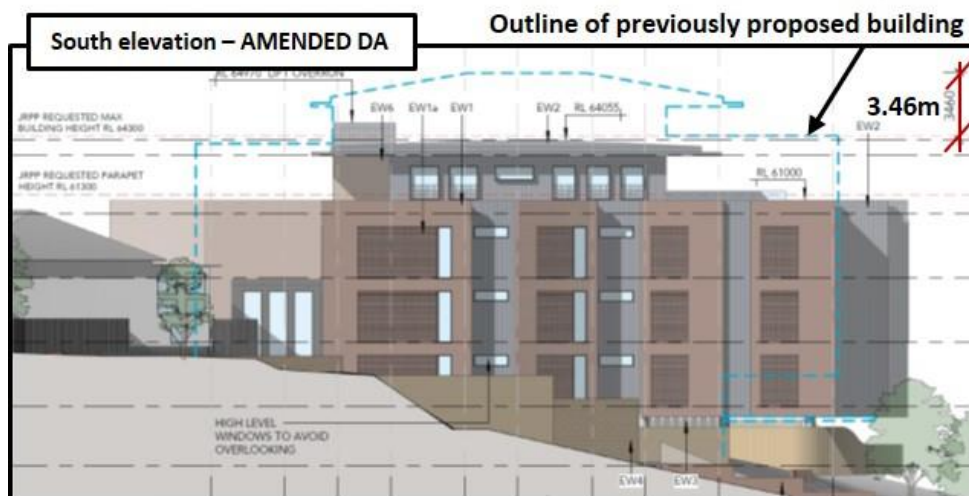 Outline of previously proposed building
South elevation – AMENDED DA
RL 64970 LIFT OVERRUN
EW6
EW1a
EW1
EW2
RL 64055
3.46m
3460
JRPP REQUESTED MAX
BUILDING HEIGHT RL 64300
EW2
JRPP REQUESTED PARAPET
HEIGHT RL 61300
RL 61000
HIGH LEVEL
WINDOWS TO AVOID
OVERLOOKING
EW4
EW3